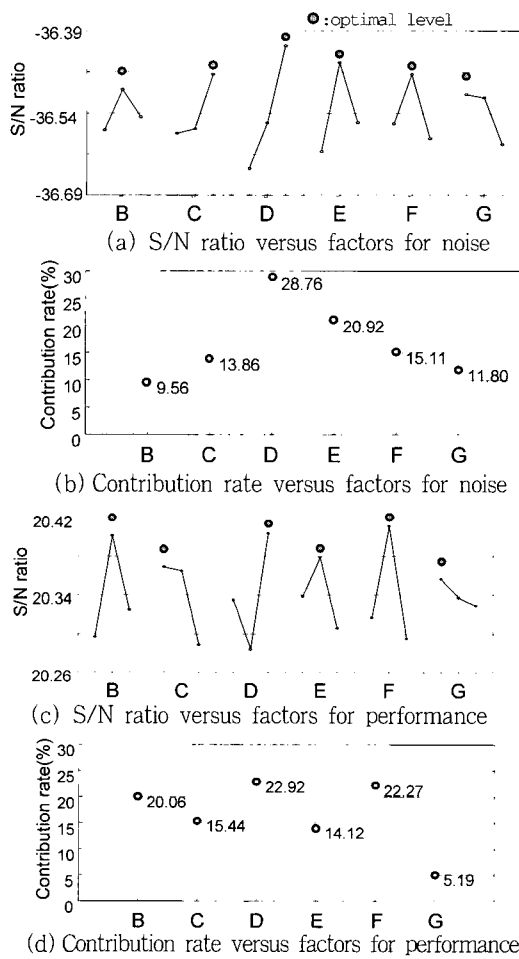 ◎:optimal level
-36.39
S/N ratio
-36.54
-36.69
B C D E F G
(a) S/N ratio versus factors for noise
Contribution rate(%)
30
28.76
25
20
20.92
15
13.86
15.11
10
9.56
11.80
5
0
B C D E F G
(b) Contribution rate versus factors for noise
20.42
S/N ratio
20.34
20.26
B C D E F G
(c) S/N ratio versus factors for performance
Contribution rate(%)
30
25
22.92
22.27
20
20.06
15
15.44
14.12
10
5
5.19
0
B C D E F G
(d) Contribution rate versus factors for performance